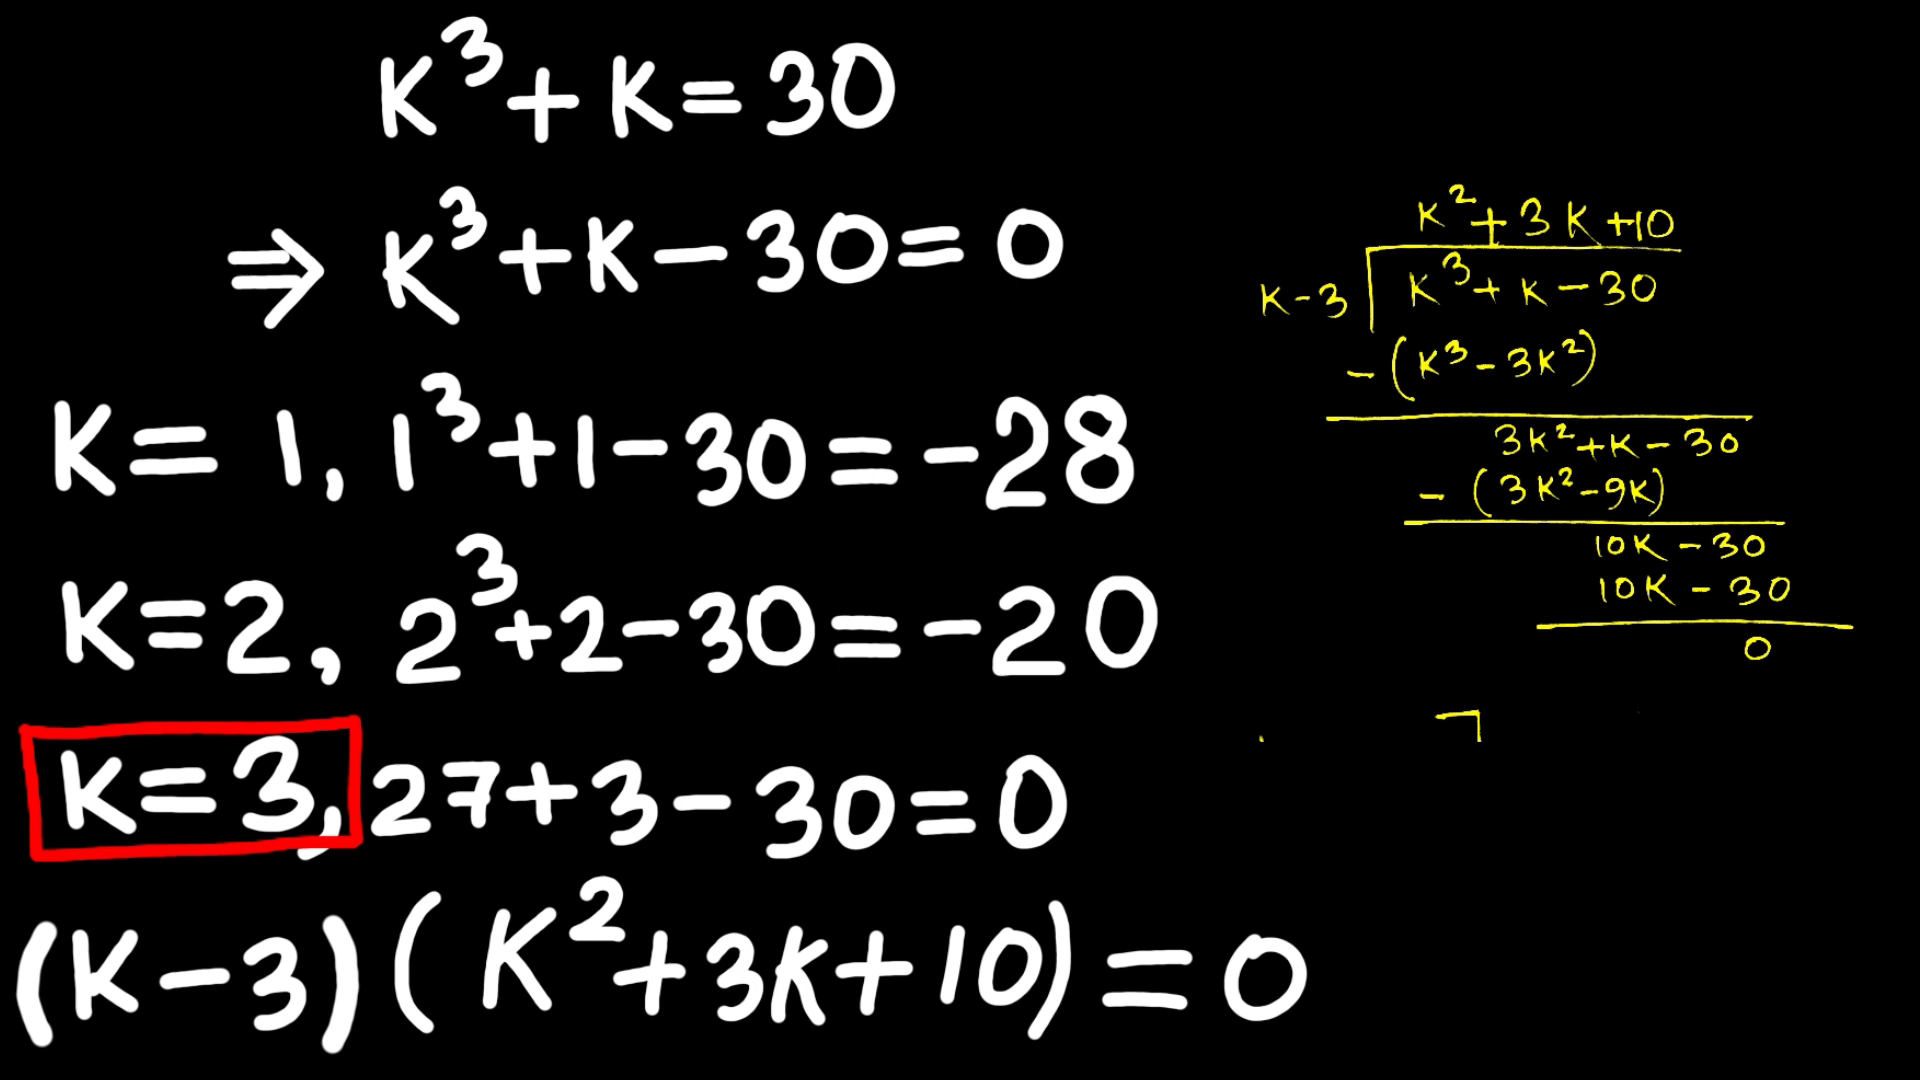 K³+K=30
⇒ K³+K-30=0
K=1, 1³+1-30=-28
K=2, 2³+2-30=-20
K=3, 27+3-30=0
(K-3)(K²+3K+10)=0
K²+3K+10
K-3 K³+K-30
-(K³-3K²)
3K²+K-30
-(3K²-9K)
10K-30
10K-30
0